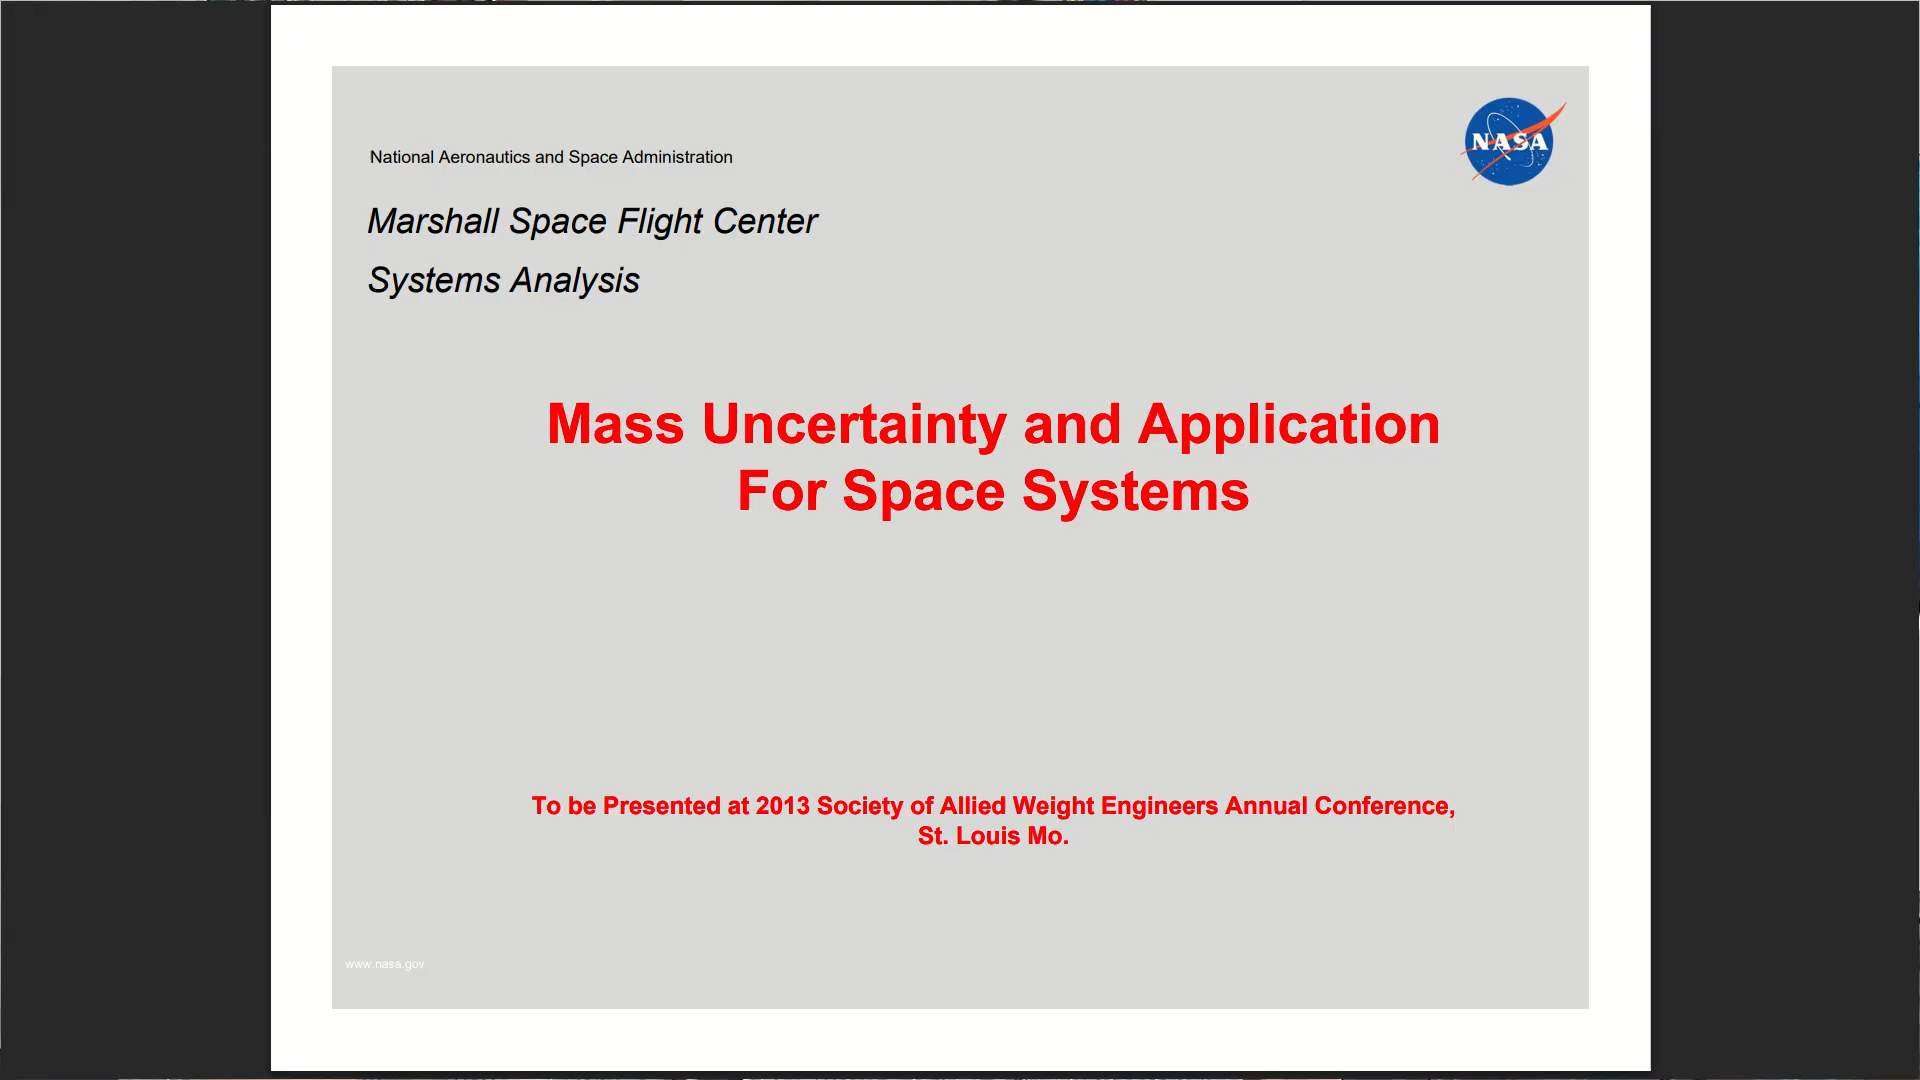 NASA
National Aeronautics and Space Administration
Marshall Space Flight Center
Systems Analysis
Mass Uncertainty and Application
For Space Systems
To be Presented at 2013 Society of Allied Weight Engineers Annual Conference,
St. Louis Mo.
www.nasa.gov